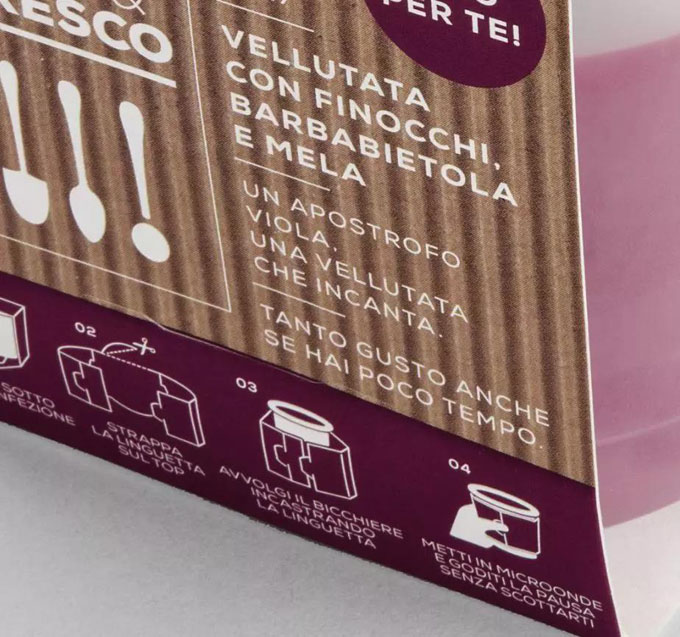 &
PER TE!
VELLUTATA
CON FINOCCHI,
BARBABIETOLA
E MELA
UN APOSTROFO
VIOLA,
UNA VELLUTATA
CHE INCANTA.
TANTO GUSTO ANCHE
SE HAI POCO TEMPO.
SOTTO
02
STRAPPA
LA LINGUETTA
SUL TOP
03
AVVOLGI IL BICCHIERE
INCASTRANDO
LA LINGUETTA
04
METTI IN MICROONDE
E GODITI LA PAUSA
SENZA SCOTTARTI